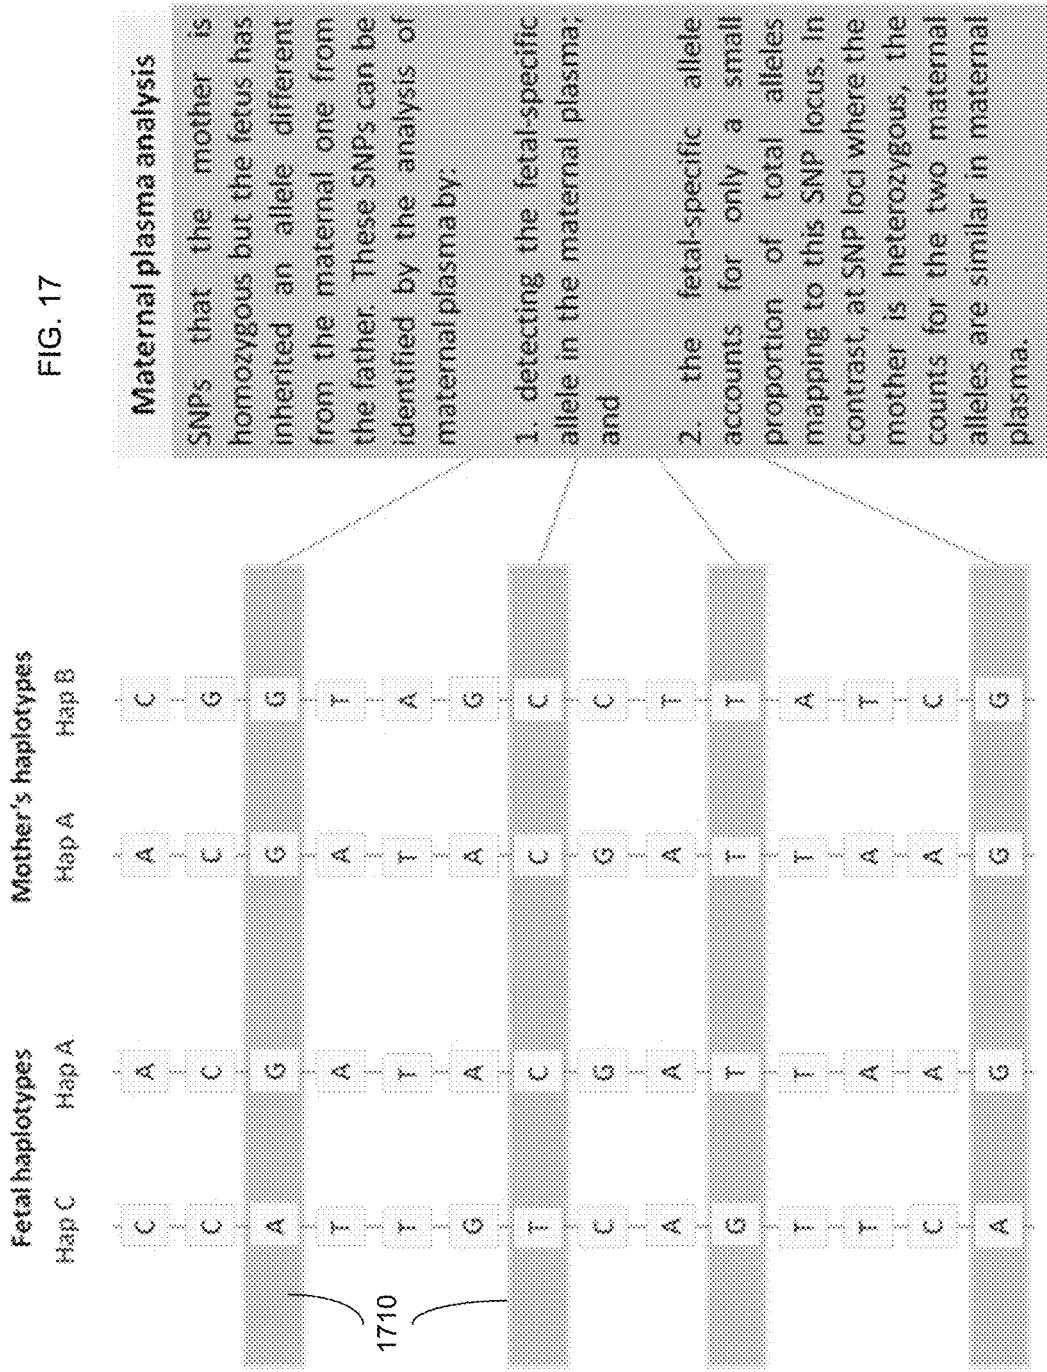 FIG. 17
Fetal haplotypes Mother's haplotypes
Hap C Hap A Hap A Hap B
C A A C
C C C G
A G G G
T A A T
T T T A
G A A G
T C C C
C G G C
A A A T
G T T T
T T T A
T A A T
C A A C
A G G G
1710
Maternal plasma analysis
SNPs that the mother is
homozygous but the fetus has
inherited an allele different
from the maternal one from
the father. These SNPs can be
identified by the analysis of
maternal plasma by:
1. detecting the fetal-specific
allele in the maternal plasma;
and
2. the fetal-specific allele
accounts for only a small
proportion of total alleles
mapping to this SNP locus. In
contrast, at SNP loci where the
mother is heterozygous, the
counts for the two maternal
alleles are similar in maternal
plasma.